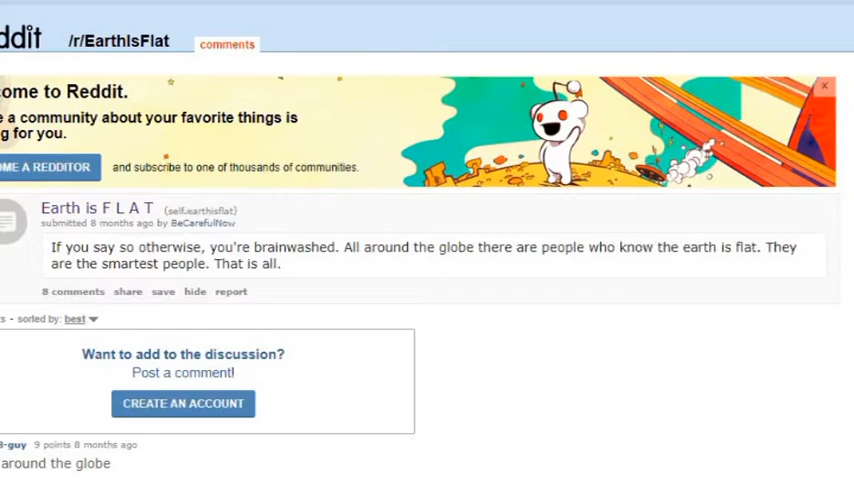 ddit /r/EarthIsFlat comments
ome to Reddit.
e a community about your favorite things is
g for you.
OME A REDDITOR and subscribe to one of thousands of communities.
x
Earth is F L A T (self.earthisflat)
submitted 8 months ago by BeCarefulNow
If you say so otherwise, you're brainwashed. All around the globe there are people who know the earth is flat. They
are the smartest people. That is all.
8 comments share save hide report
s - sorted by: best
Want to add to the discussion?
Post a comment!
CREATE AN ACCOUNT
-guy 9 points 8 months ago
around the globe